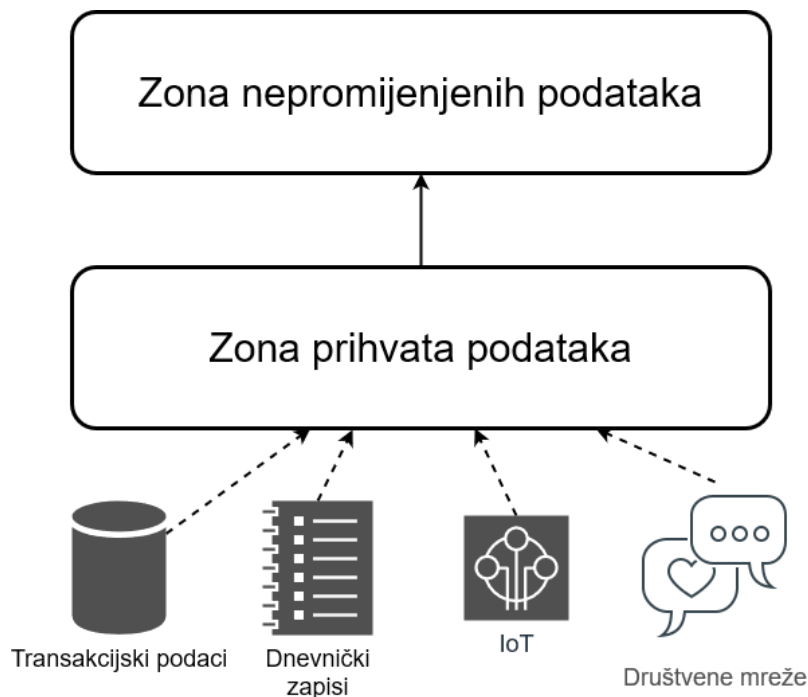 Zona nepromijenjenih podataka
Zona prihvata podataka
Transakcijski podaci
Dnevnički
zapisi
IoT
Društvene mreže